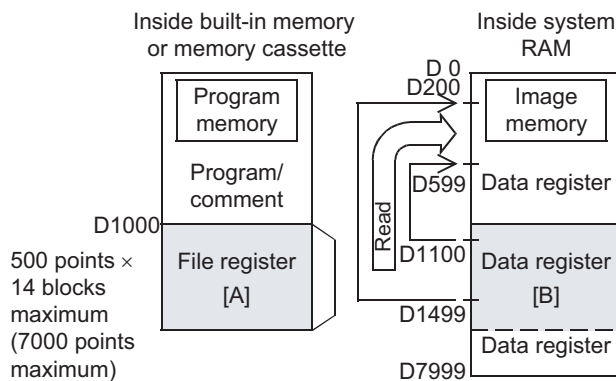 Inside built-in memory
or memory cassette
Program
memory
Program/
comment
D1000
File register
[A]
500 points ×
14 blocks
maximum
(7000 points
maximum)
Inside system
RAM
D 0
D200
Image
memory
D599
Data register
Read
D1100
Data register
[B]
D1499
Data register
D7999